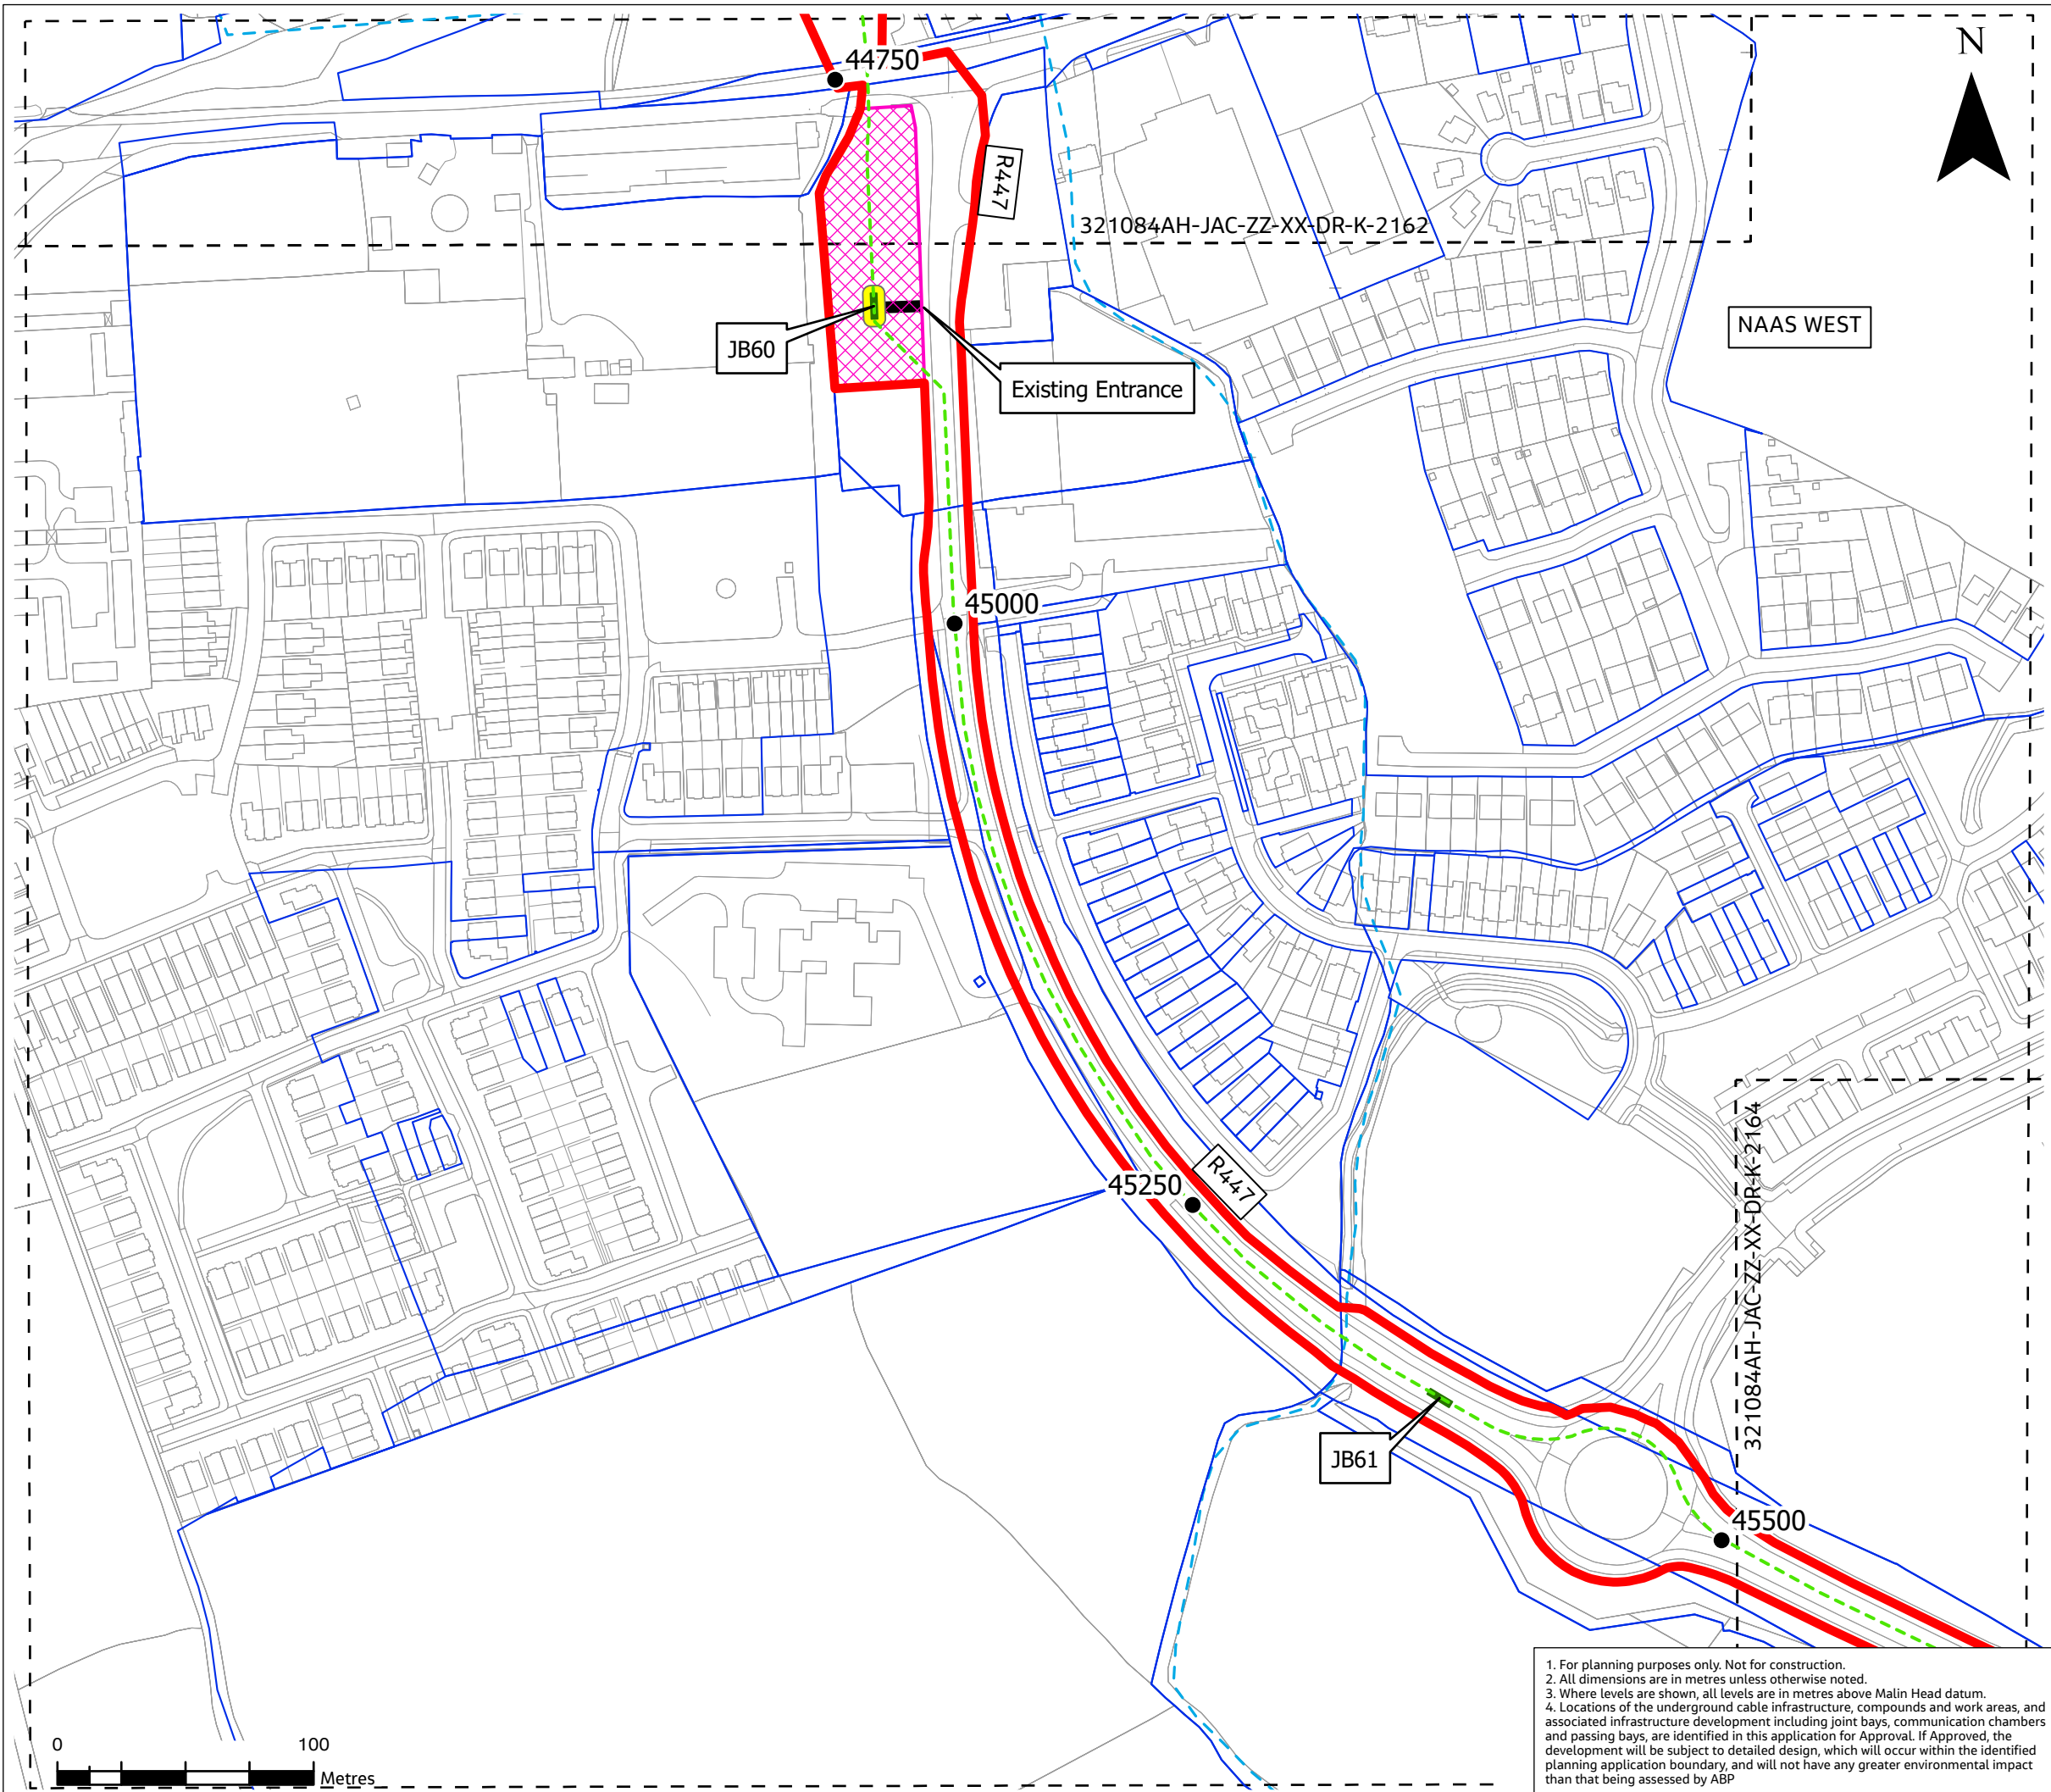 44750
N
R447
321084AH-JAC-ZZ-XX-DR-K-2162
NAAS WEST
JB60
Existing Entrance
45000
45250
R447
321084AH-JAC-ZZ-XX-DR-K-2164
JB61
45500
0 100
Metres
1. For planning purposes only. Not for construction.
2. All dimensions are in metres unless otherwise noted.
3. Where levels are shown, all levels are in metres above Malin Head datum.
4. Locations of the underground cable infrastructure, compounds and work areas, and
associated infrastructure development including joint bays, communication chambers
and passing bays, are identified in this application for Approval. If Approved, the
development will be subject to detailed design, which will occur within the identified
planning application boundary, and will not have any greater environmental impact
than that being assessed by ABP